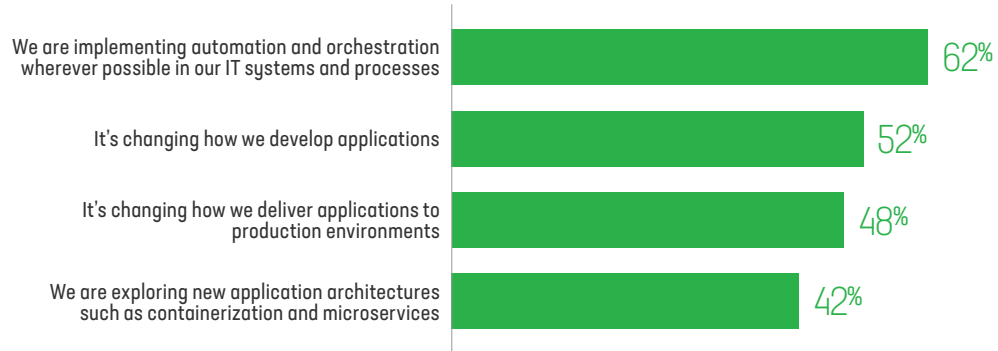 We are implementing automation and orchestration
wherever possible in our IT systems and processes
62%
It's changing how we develop applications
52%
It's changing how we deliver applications to
production environments
48%
We are exploring new application architectures
such as containerization and microservices
42%